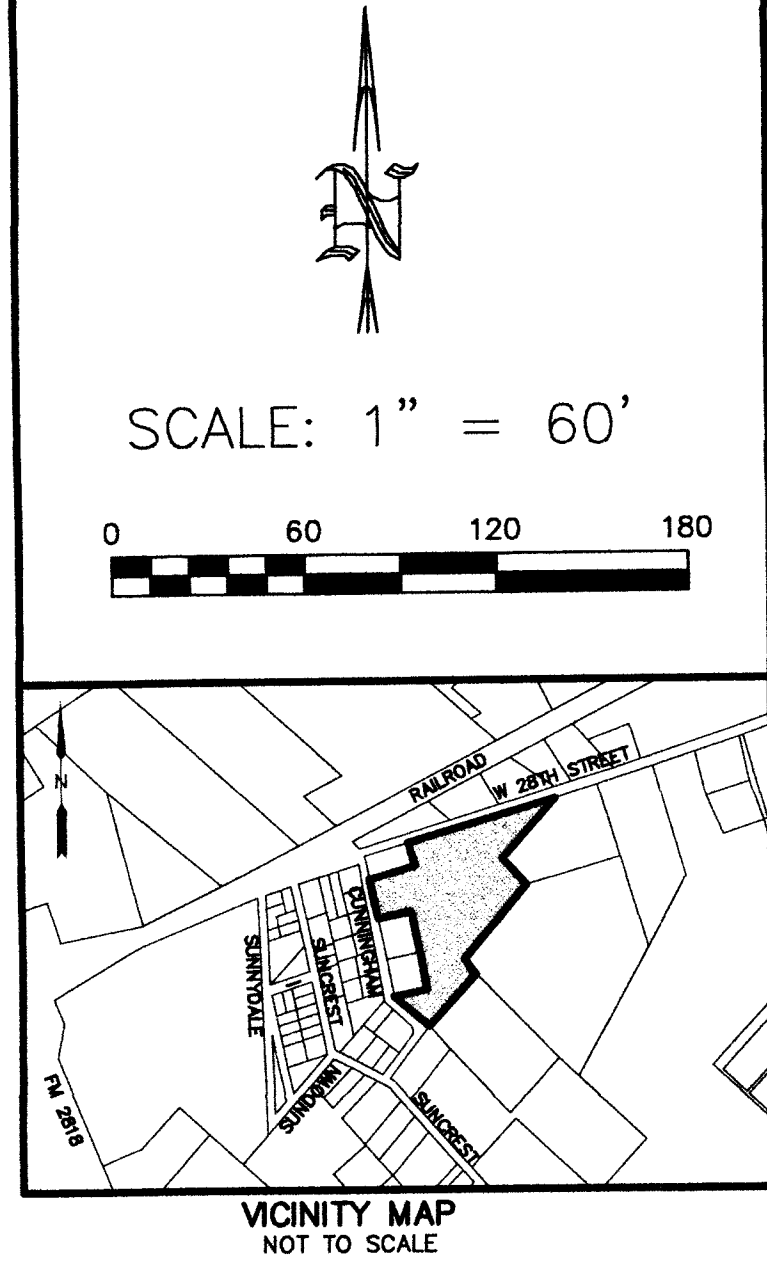 N
SCALE: 1" = 60'
0 60 120 180
N
RAILROAD
W 28TH STREET
CUNNINGHAM
SUNCREST
SUNNYDALE
SUNDOWN
SUNCREST
FM 2818
VICINITY MAP
NOT TO SCALE